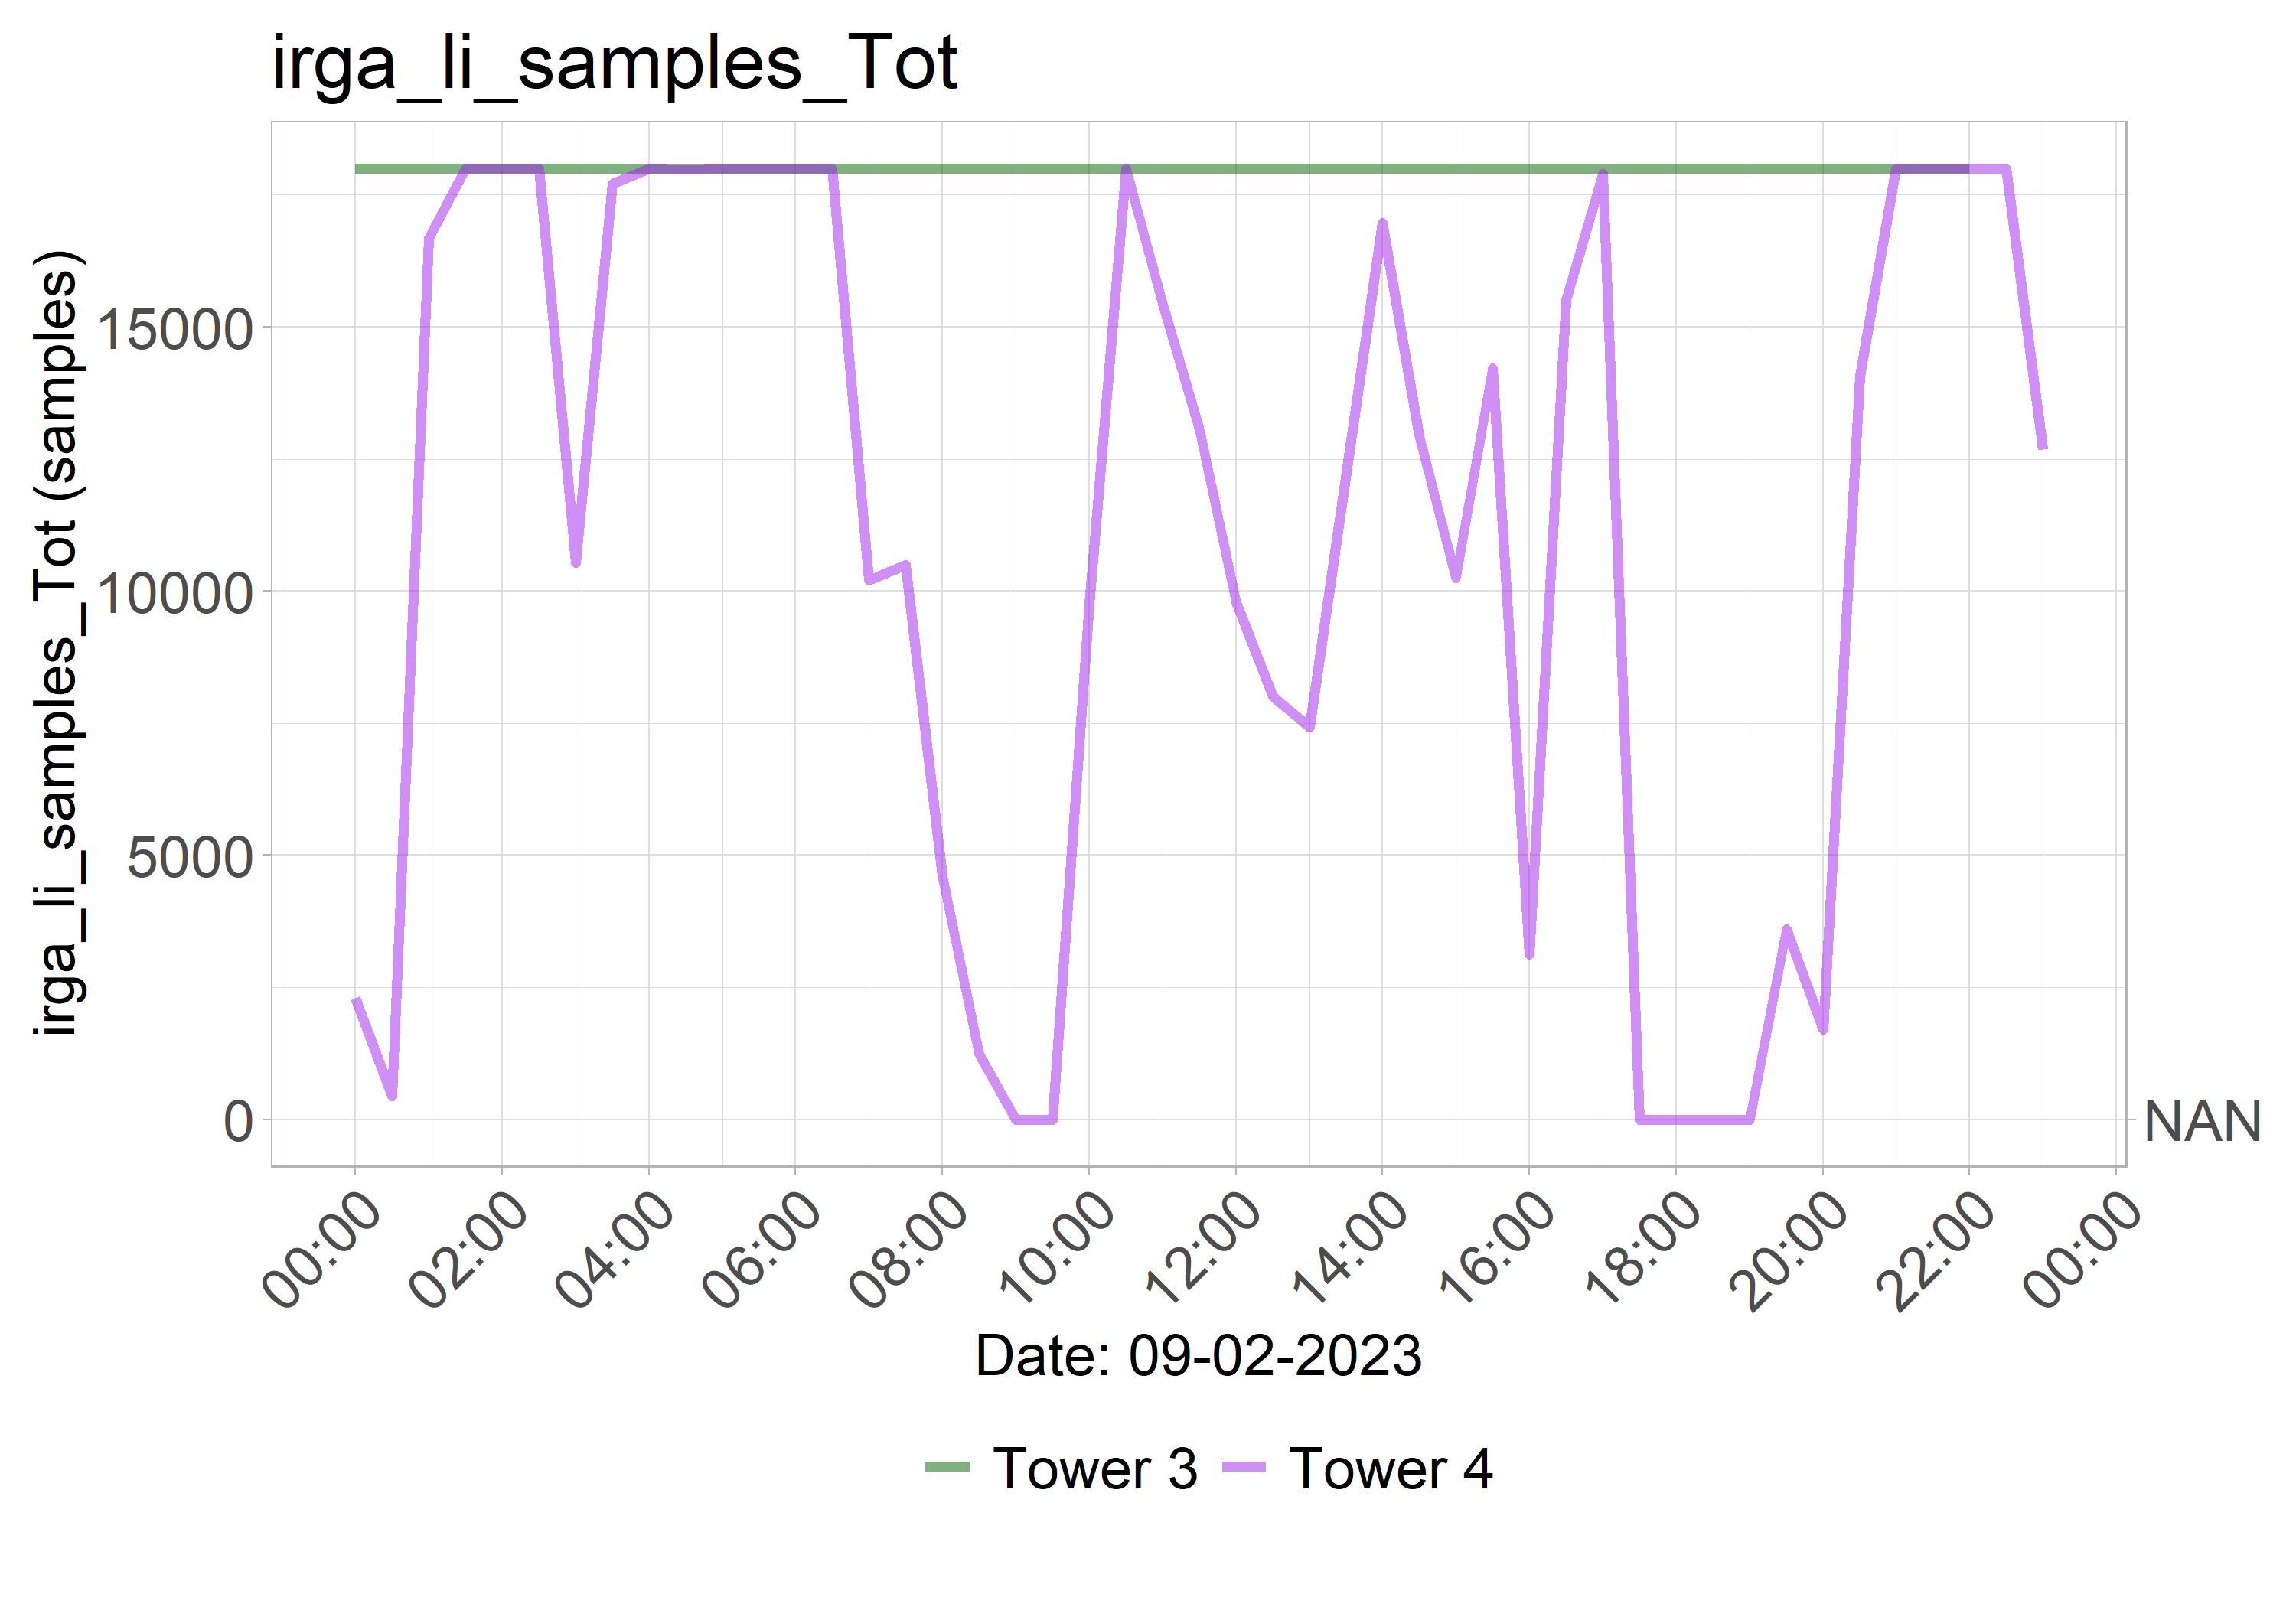 irga_li_samples_Tot
irga_li_samples_Tot (samples)
15000
10000
5000
0
NAN
00:00
02:00
04:00
06:00
08:00
10:00
12:00
14:00
16:00
18:00
20:00
22:00
00:00
Date: 09-02-2023
Tower 3
Tower 4